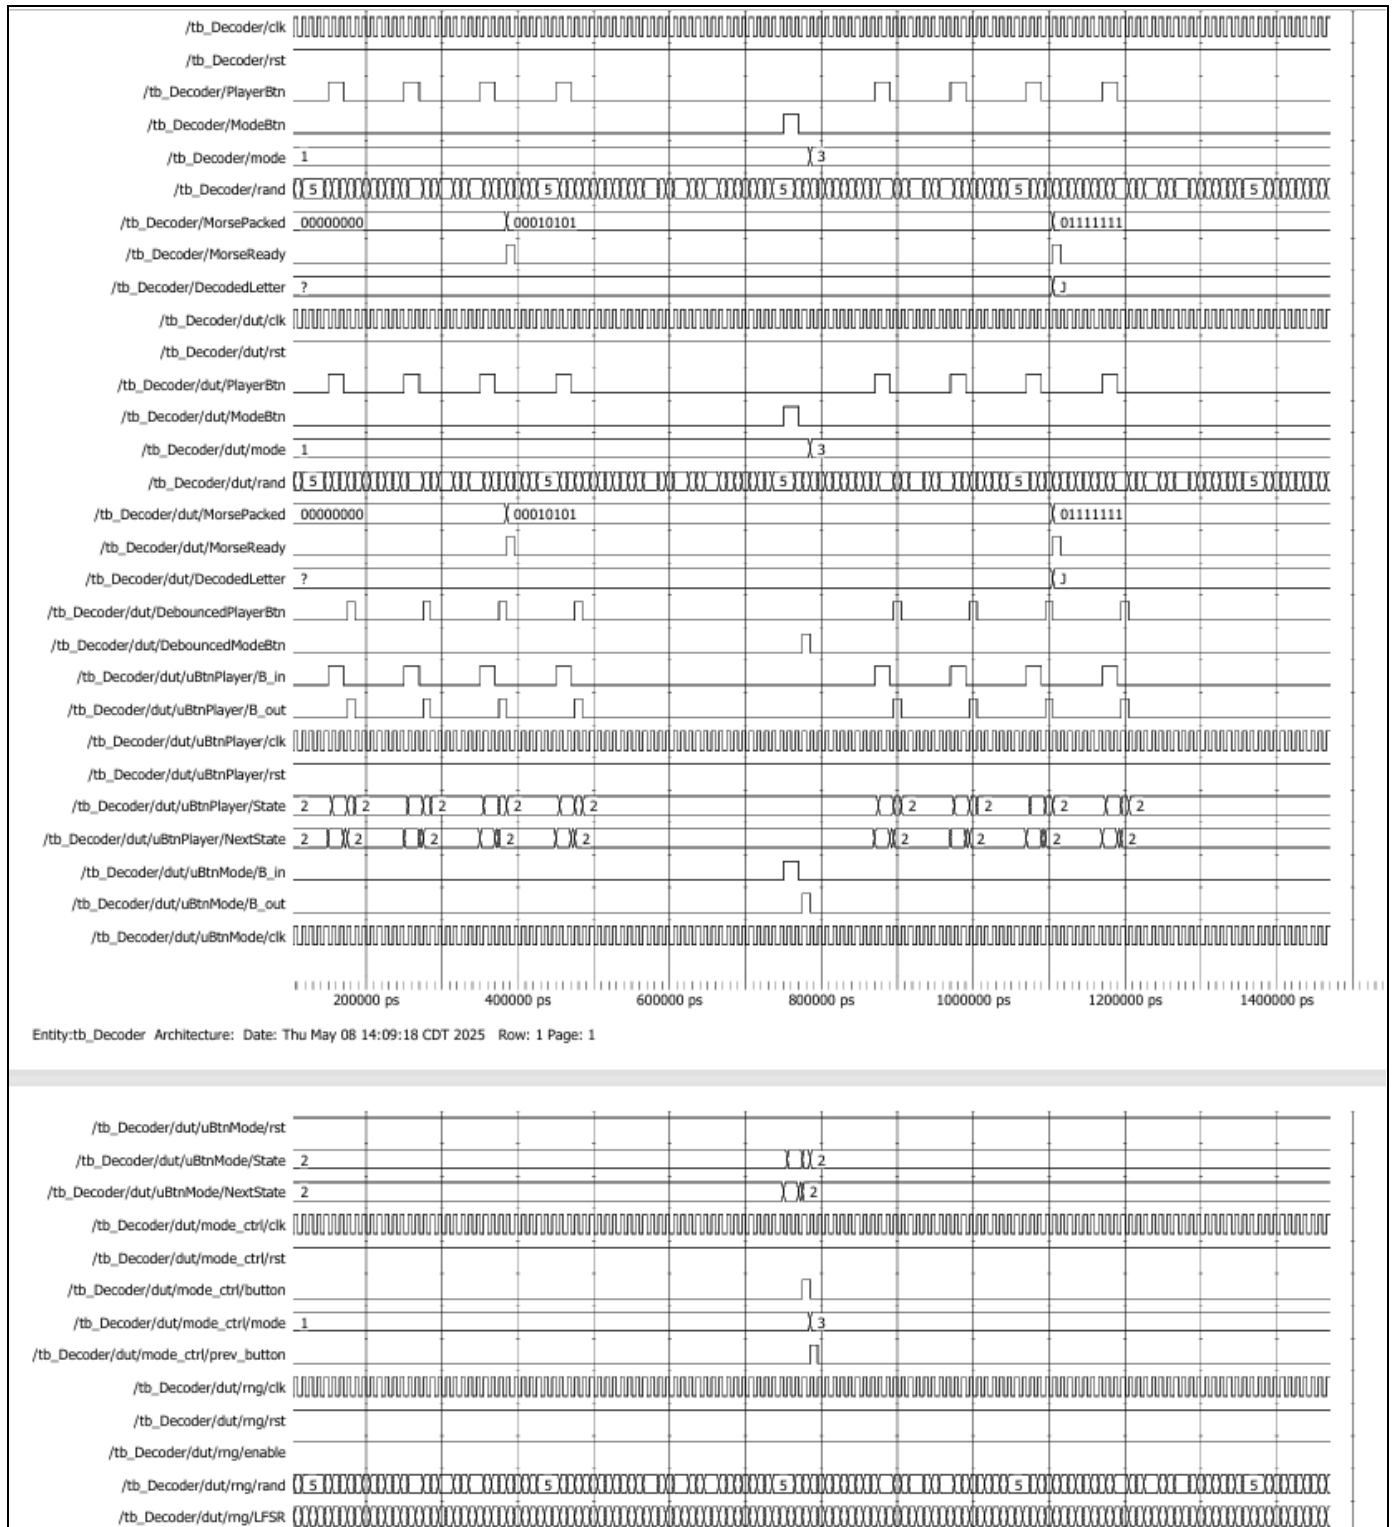 /tb_Decoder/clk
/tb_Decoder/rst
/tb_Decoder/PlayerBtn
/tb_Decoder/ModeBtn
/tb_Decoder/mode 1 3
/tb_Decoder/rand 5 5 5 5 5
/tb_Decoder/MorsePacked 00000000 00010101 01111111
/tb_Decoder/MorseReady
/tb_Decoder/DecodedLetter ? J
/tb_Decoder/dut/clk
/tb_Decoder/dut/rst
/tb_Decoder/dut/PlayerBtn
/tb_Decoder/dut/ModeBtn
/tb_Decoder/dut/mode 1 3
/tb_Decoder/dut/rand 5 5 5 5 5
/tb_Decoder/dut/MorsePacked 00000000 00010101 01111111
/tb_Decoder/dut/MorseReady
/tb_Decoder/dut/DecodedLetter ? J
/tb_Decoder/dut/DebouncedPlayerBtn
/tb_Decoder/dut/DebouncedModeBtn
/tb_Decoder/dut/uBtnPlayer/B_in
/tb_Decoder/dut/uBtnPlayer/B_out
/tb_Decoder/dut/uBtnPlayer/clk
/tb_Decoder/dut/uBtnPlayer/rst
/tb_Decoder/dut/uBtnPlayer/State 2 2 2 2 2 2 2 2 2
/tb_Decoder/dut/uBtnPlayer/NextState 2 2 2 2 2 2 2 2 2
/tb_Decoder/dut/uBtnMode/B_in
/tb_Decoder/dut/uBtnMode/B_out
/tb_Decoder/dut/uBtnMode/clk
200000 ps 400000 ps 600000 ps 800000 ps 1000000 ps 1200000 ps 1400000 ps
Entity:tb_Decoder Architecture: Date: Thu May 08 14:09:18 CDT 2025 Row: 1 Page: 1
/tb_Decoder/dut/uBtnMode/rst
/tb_Decoder/dut/uBtnMode/State 2 2
/tb_Decoder/dut/uBtnMode/NextState 2 2
/tb_Decoder/dut/mode_ctrl/clk
/tb_Decoder/dut/mode_ctrl/rst
/tb_Decoder/dut/mode_ctrl/button
/tb_Decoder/dut/mode_ctrl/mode 1 3
/tb_Decoder/dut/mode_ctrl/prev_button
/tb_Decoder/dut/rng/clk
/tb_Decoder/dut/rng/rst
/tb_Decoder/dut/rng/enable
/tb_Decoder/dut/rng/rand 5 5 5 5 5
/tb_Decoder/dut/rng/LFSR